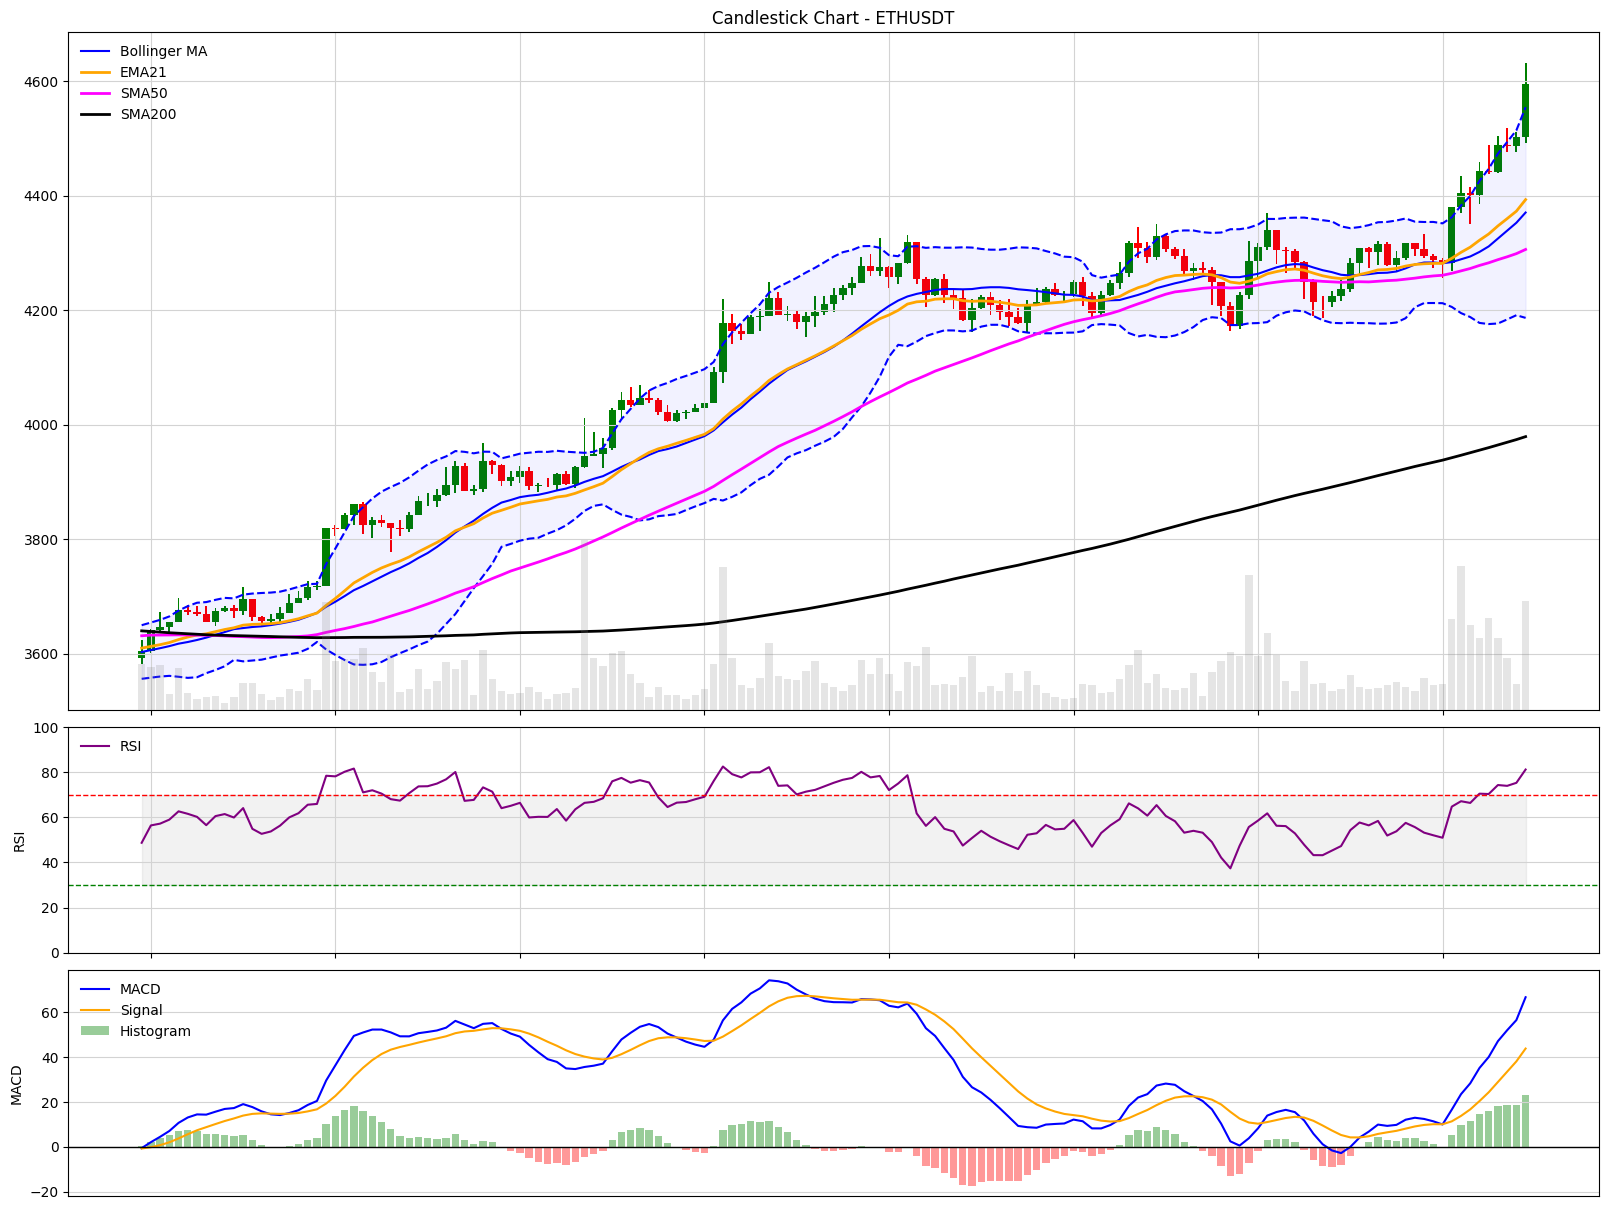 Candlestick Chart - ETHUSDT
Bollinger MA
EMA21
SMA50
SMA200
4600
4400
4200
4000
3800
3600
RSI
100
80
60
40
20
0
RSI
MACD
Signal
Histogram
60
40
20
0
−20
MACD